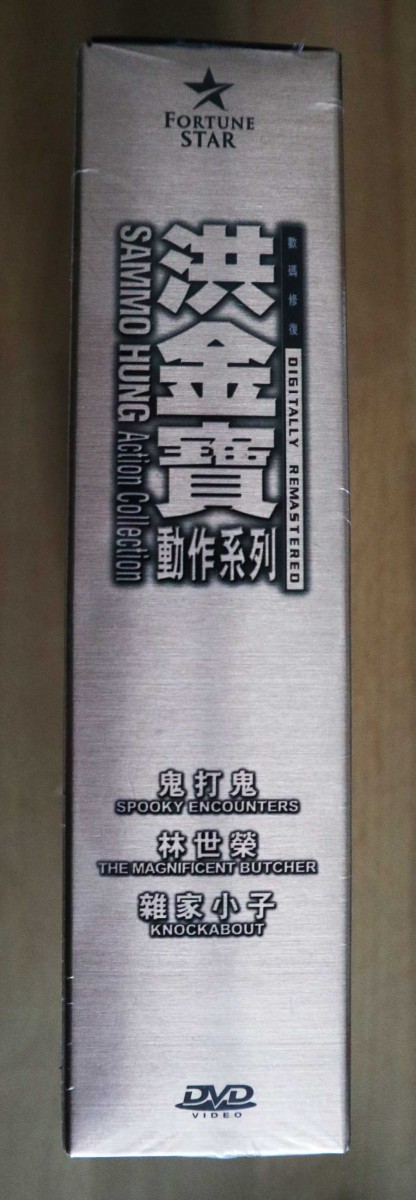 FORTUNE
STAR
洪金寶
數碼修復
DIGITALLY REMASTERED
SAMMO HUNG Action Collection
動作系列
鬼打鬼
SPOOKY ENCOUNTERS
林世榮
THE MAGNIFICENT BUTCHER
雜家小子
KNOCKABOUT
DVD
VIDEO